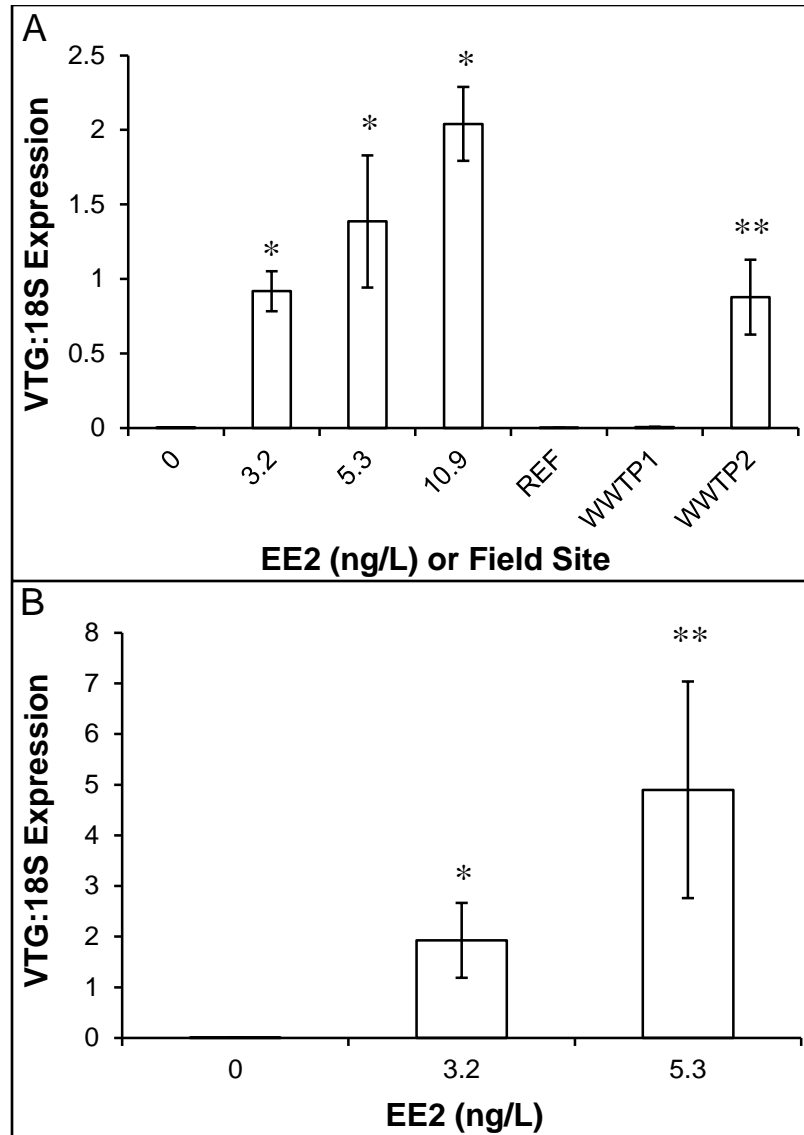 A
2.5
2
1.5
1
0.5
0
VTG:18S Expression
*
*
*
**
0
3.2
5.3
10.9
REF
WWTP1
WWTP2
EE2 (ng/L) or Field Site
B
8
7
6
5
4
3
2
1
0
VTG:18S Expression
*
**
0 3.2 5.3
EE2 (ng/L)